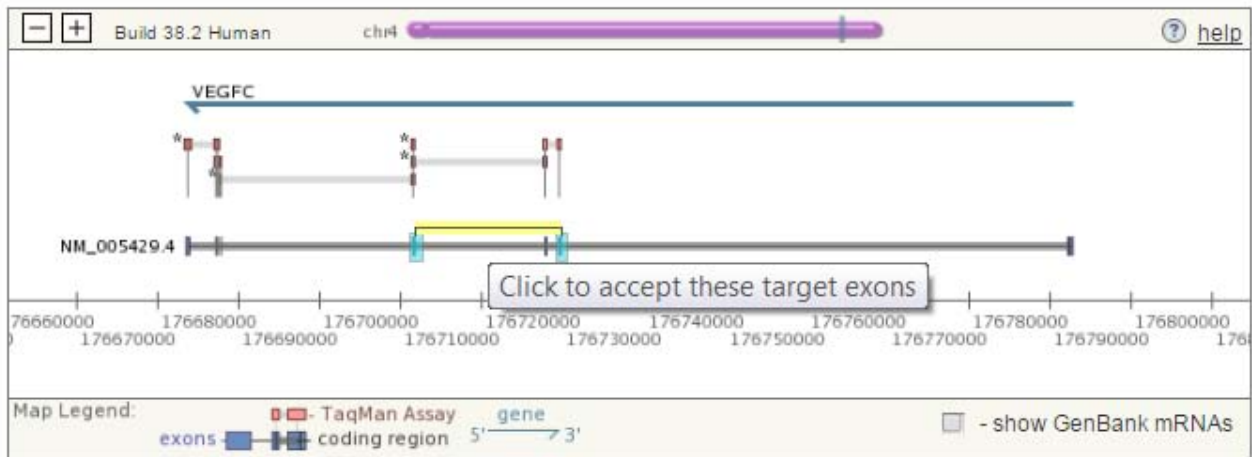 − + Build 38.2 Human chr4 ? help
VEGFC
*
*
*
*
NM_005429.4
Click to accept these target exons
76660000 176680000 176700000 176720000 176740000 176760000 176780000 176800000
176670000 176690000 176710000 176730000 176750000 176770000 176790000 1768
Map Legend: TaqMan Assay gene - show GenBank mRNAs
exons coding region 5' 3'